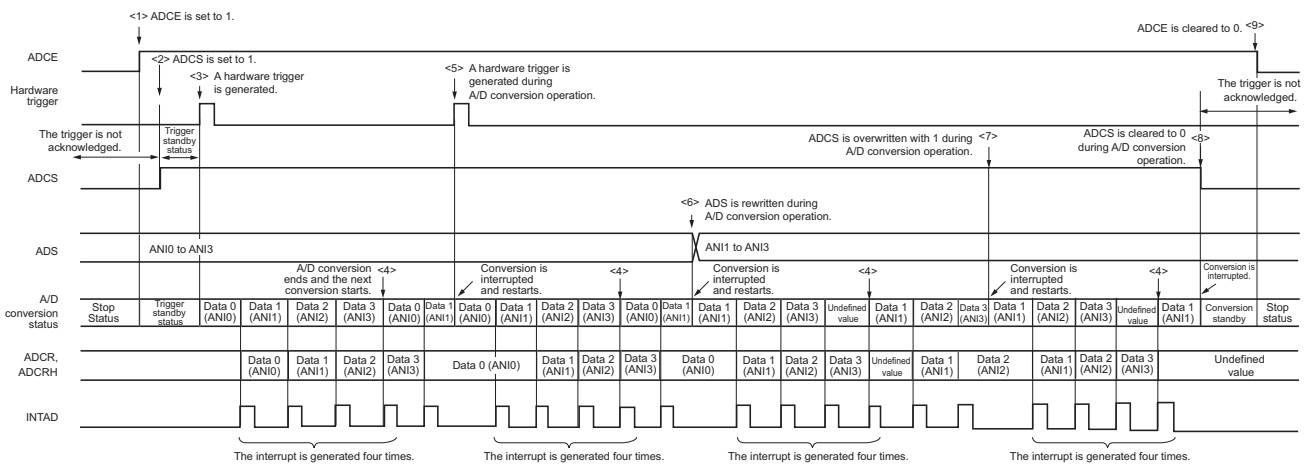 <1> ADCE is set to 1.
ADCE is cleared to 0. <9>
ADCE
<2> ADCS is set to 1.
<3> A hardware trigger
is generated.
<5> A hardware trigger is
generated during
A/D conversion operation.
Hardware
trigger
The trigger is not
acknowledged.
The trigger is not
acknowledged.
Trigger
standby
status
ADCS is overwritten with 1 during <7>
A/D conversion operation.
ADCS is cleared to 0 <8>
during A/D conversion
operation.
ADCS
<6> ADS is rewritten during
A/D conversion operation.
ADS
ANI0 to ANI3
ANI1 to ANI3
A/D conversion <4>
ends and the next
conversion starts.
Conversion is
interrupted
and restarts.
<4>
Conversion is
interrupted
and restarts.
<4>
Conversion is
interrupted
and restarts.
<4>
Conversion is
interrupted.
A/D
conversion
status
Stop
Status
Trigger
standby
status
Data 0
(ANI0)
Data 1
(ANI1)
Data 2
(ANI2)
Data 3
(ANI3)
Data 0
(ANI0)
Data 1
(ANI1)
Data 0
(ANI0)
Data 1
(ANI1)
Data 2
(ANI2)
Data 3
(ANI3)
Data 0
(ANI0)
Data 1
(ANI1)
Data 1
(ANI1)
Data 2
(ANI2)
Data 3
(ANI3)
Undefined
value
Data 1
(ANI1)
Data 2
(ANI2)
Data 3
(ANI3)
Data 1
(ANI1)
Data 2
(ANI2)
Data 3
(ANI3)
Undefined
value
Data 1
(ANI1)
Conversion
standby
Stop
status
ADCR,
ADCRH
Data 0
(ANI0)
Data 1
(ANI1)
Data 2
(ANI2)
Data 3
(ANI3)
Data 0 (ANI0)
Data 1
(ANI1)
Data 2
(ANI2)
Data 3
(ANI3)
Data 0
(ANI0)
Data 1
(ANI1)
Data 2
(ANI2)
Data 3
(ANI3)
Undefined
value
Data 1
(ANI1)
Data 2
(ANI2)
Data 1
(ANI1)
Data 2
(ANI2)
Data 3
(ANI3)
Undefined
value
INTAD
The interrupt is generated four times.
The interrupt is generated four times.
The interrupt is generated four times.
The interrupt is generated four times.